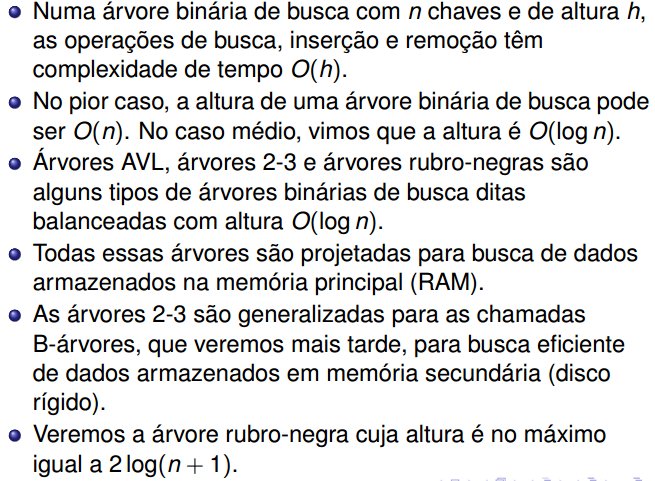 Numa árvore binária de busca com n chaves e de altura h,
as operações de busca, inserção e remoção têm
complexidade de tempo O(h).
No pior caso, a altura de uma árvore binária de busca pode
ser O(n). No caso médio, vimos que a altura é O(log n).
Árvores AVL, árvores 2-3 e árvores rubro-negras são
alguns tipos de árvores binárias de busca ditas
balanceadas com altura O(log n).
Todas essas árvores são projetadas para busca de dados
armazenados na memória principal (RAM).
As árvores 2-3 são generalizadas para as chamadas
B-árvores, que veremos mais tarde, para busca eficiente
de dados armazenados em memória secundária (disco
rígido).
Veremos a árvore rubro-negra cuja altura é no máximo
igual a 2 log(n + 1).